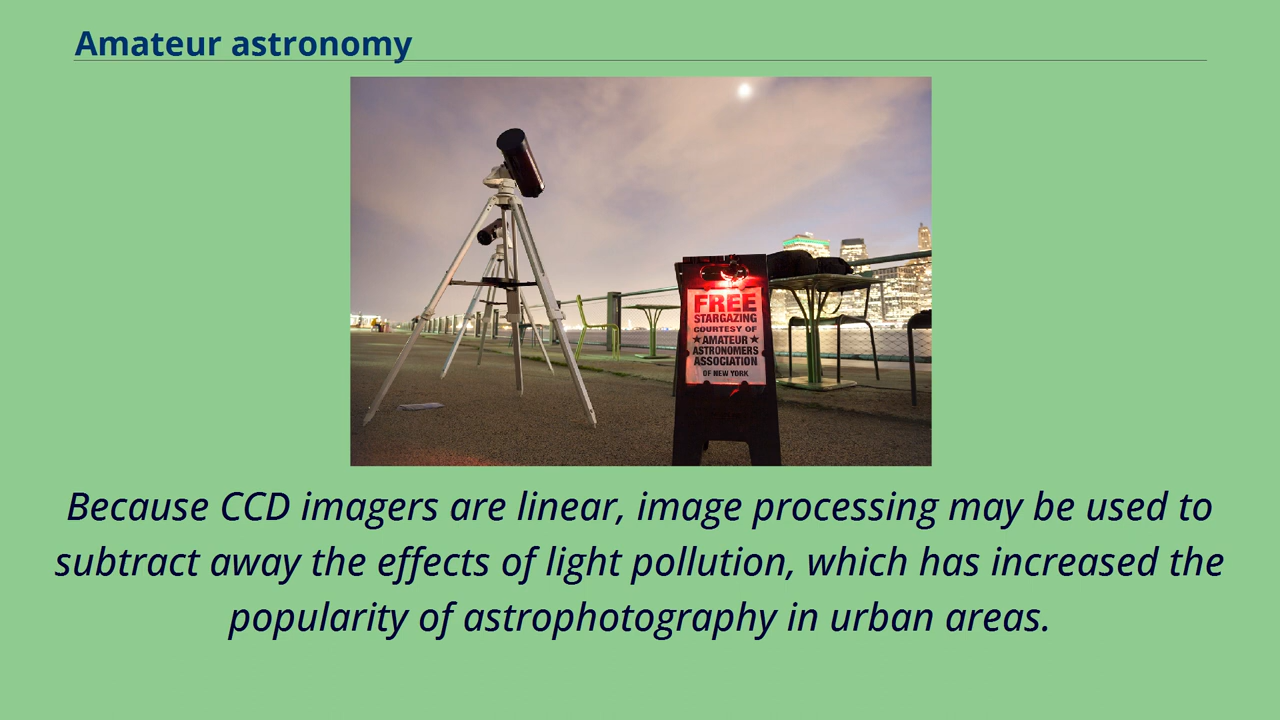 Amateur astronomy
FREE
STARGAZING
COURTESY OF
★AMATEUR★
ASTRONOMERS
ASSOCIATION
OF NEW YORK
Because CCD imagers are linear, image processing may be used to
subtract away the effects of light pollution, which has increased the
popularity of astrophotography in urban areas.